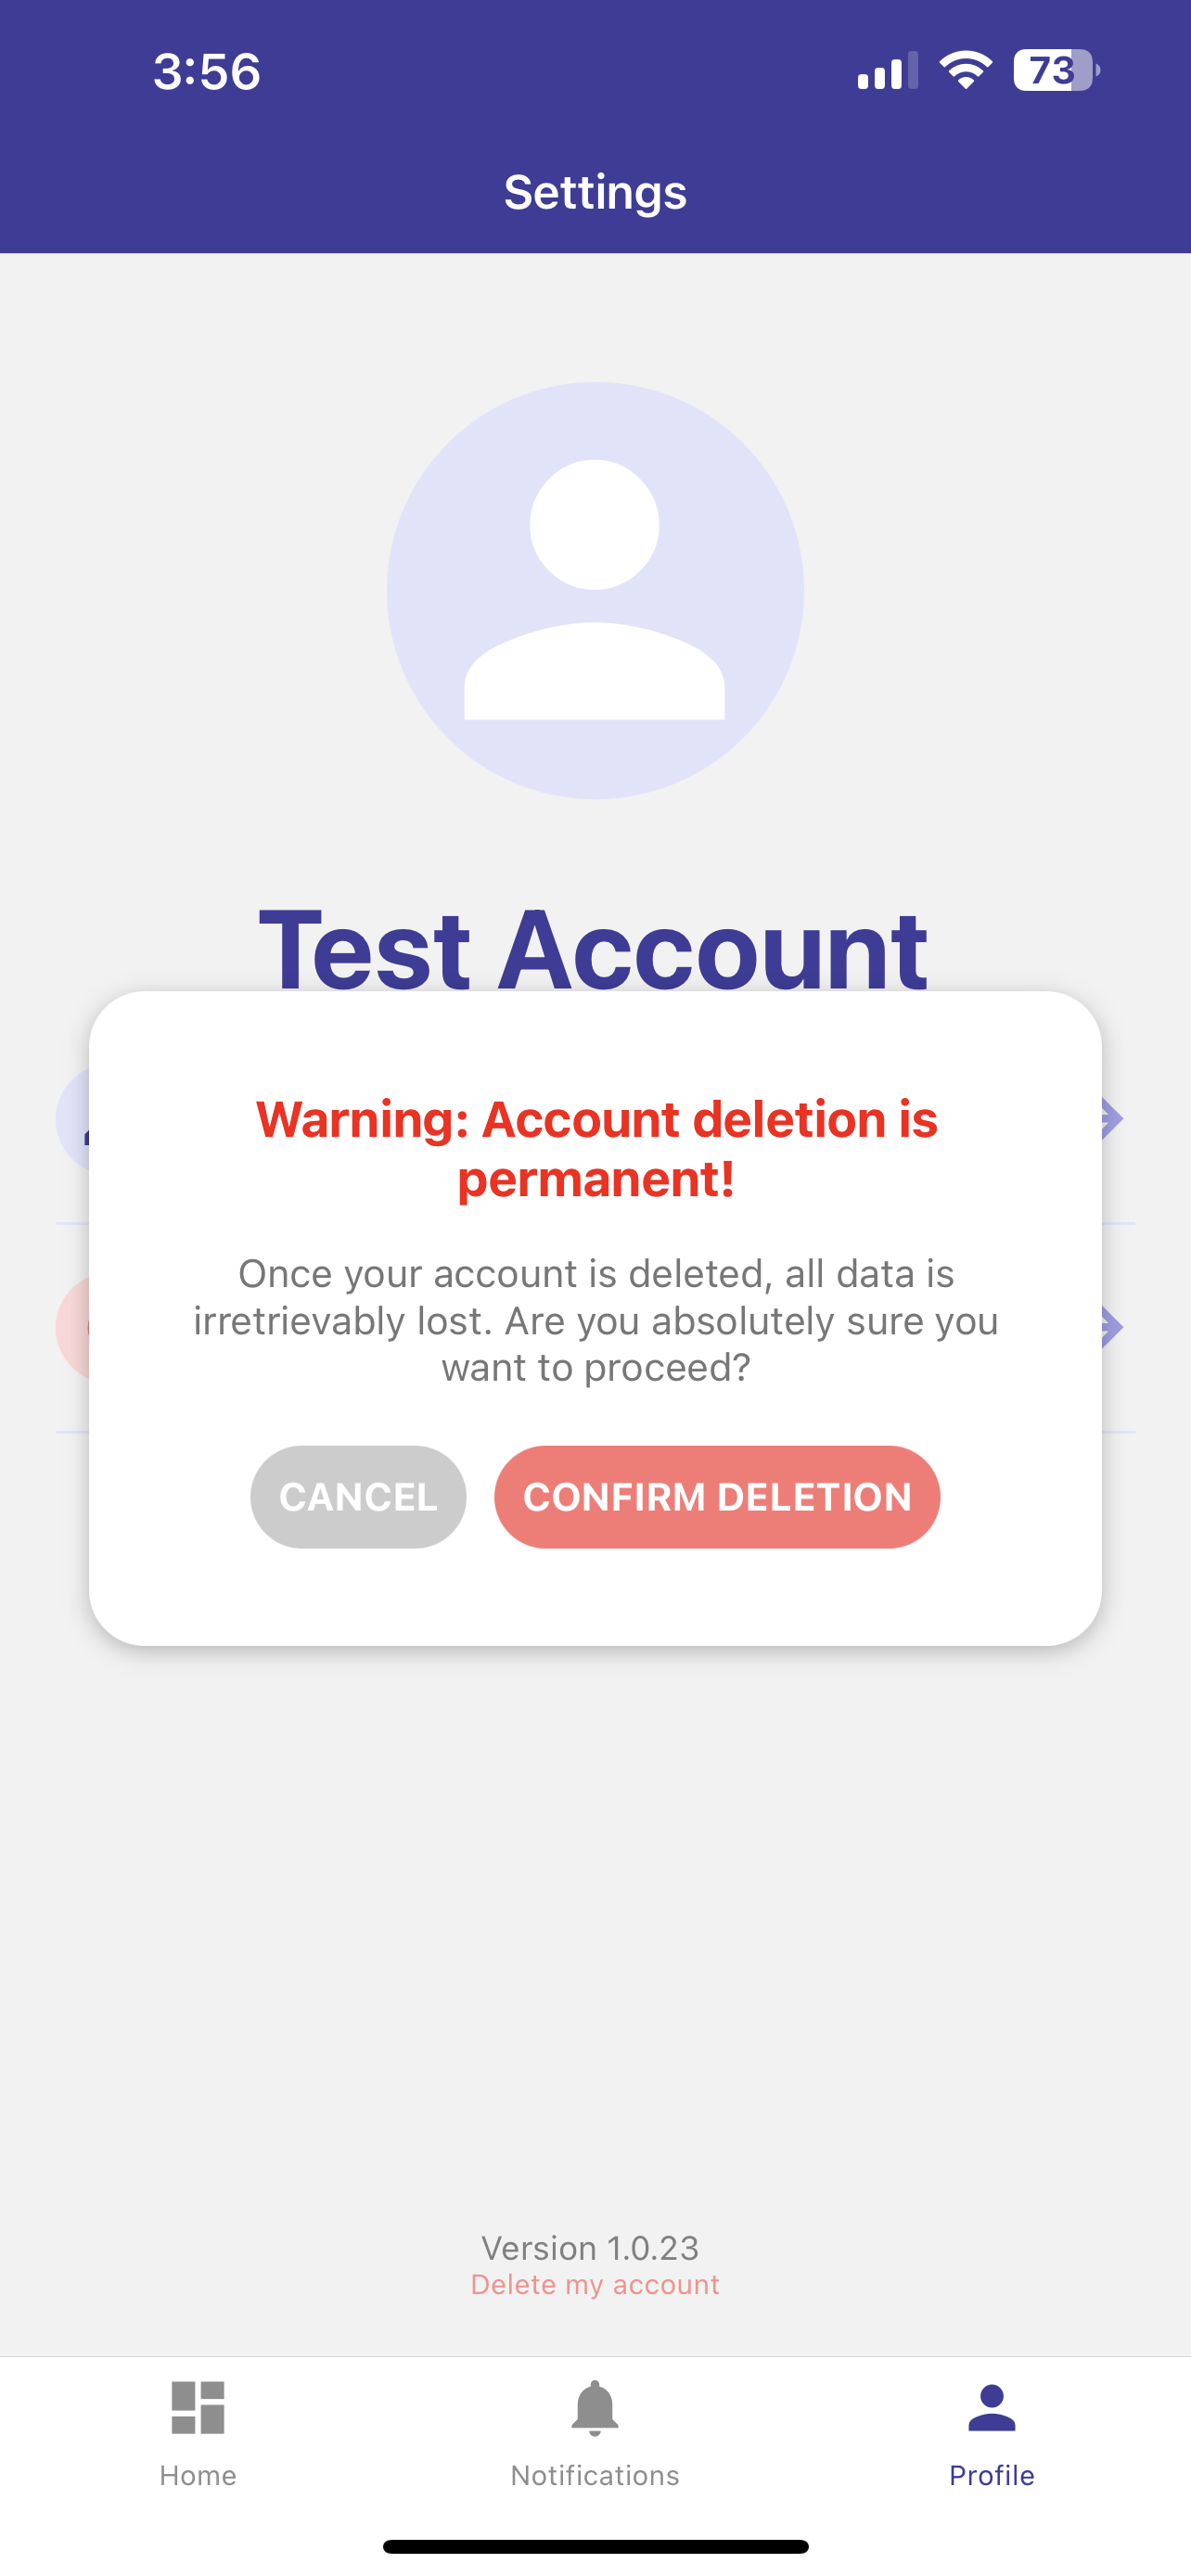 3:56
73
Settings
Test Account
Warning: Account deletion is
permanent!
Once your account is deleted, all data is
irretrievably lost. Are you absolutely sure you
want to proceed?
CANCEL
CONFIRM DELETION
Version 1.0.23
Delete my account
Home
Notifications
Profile